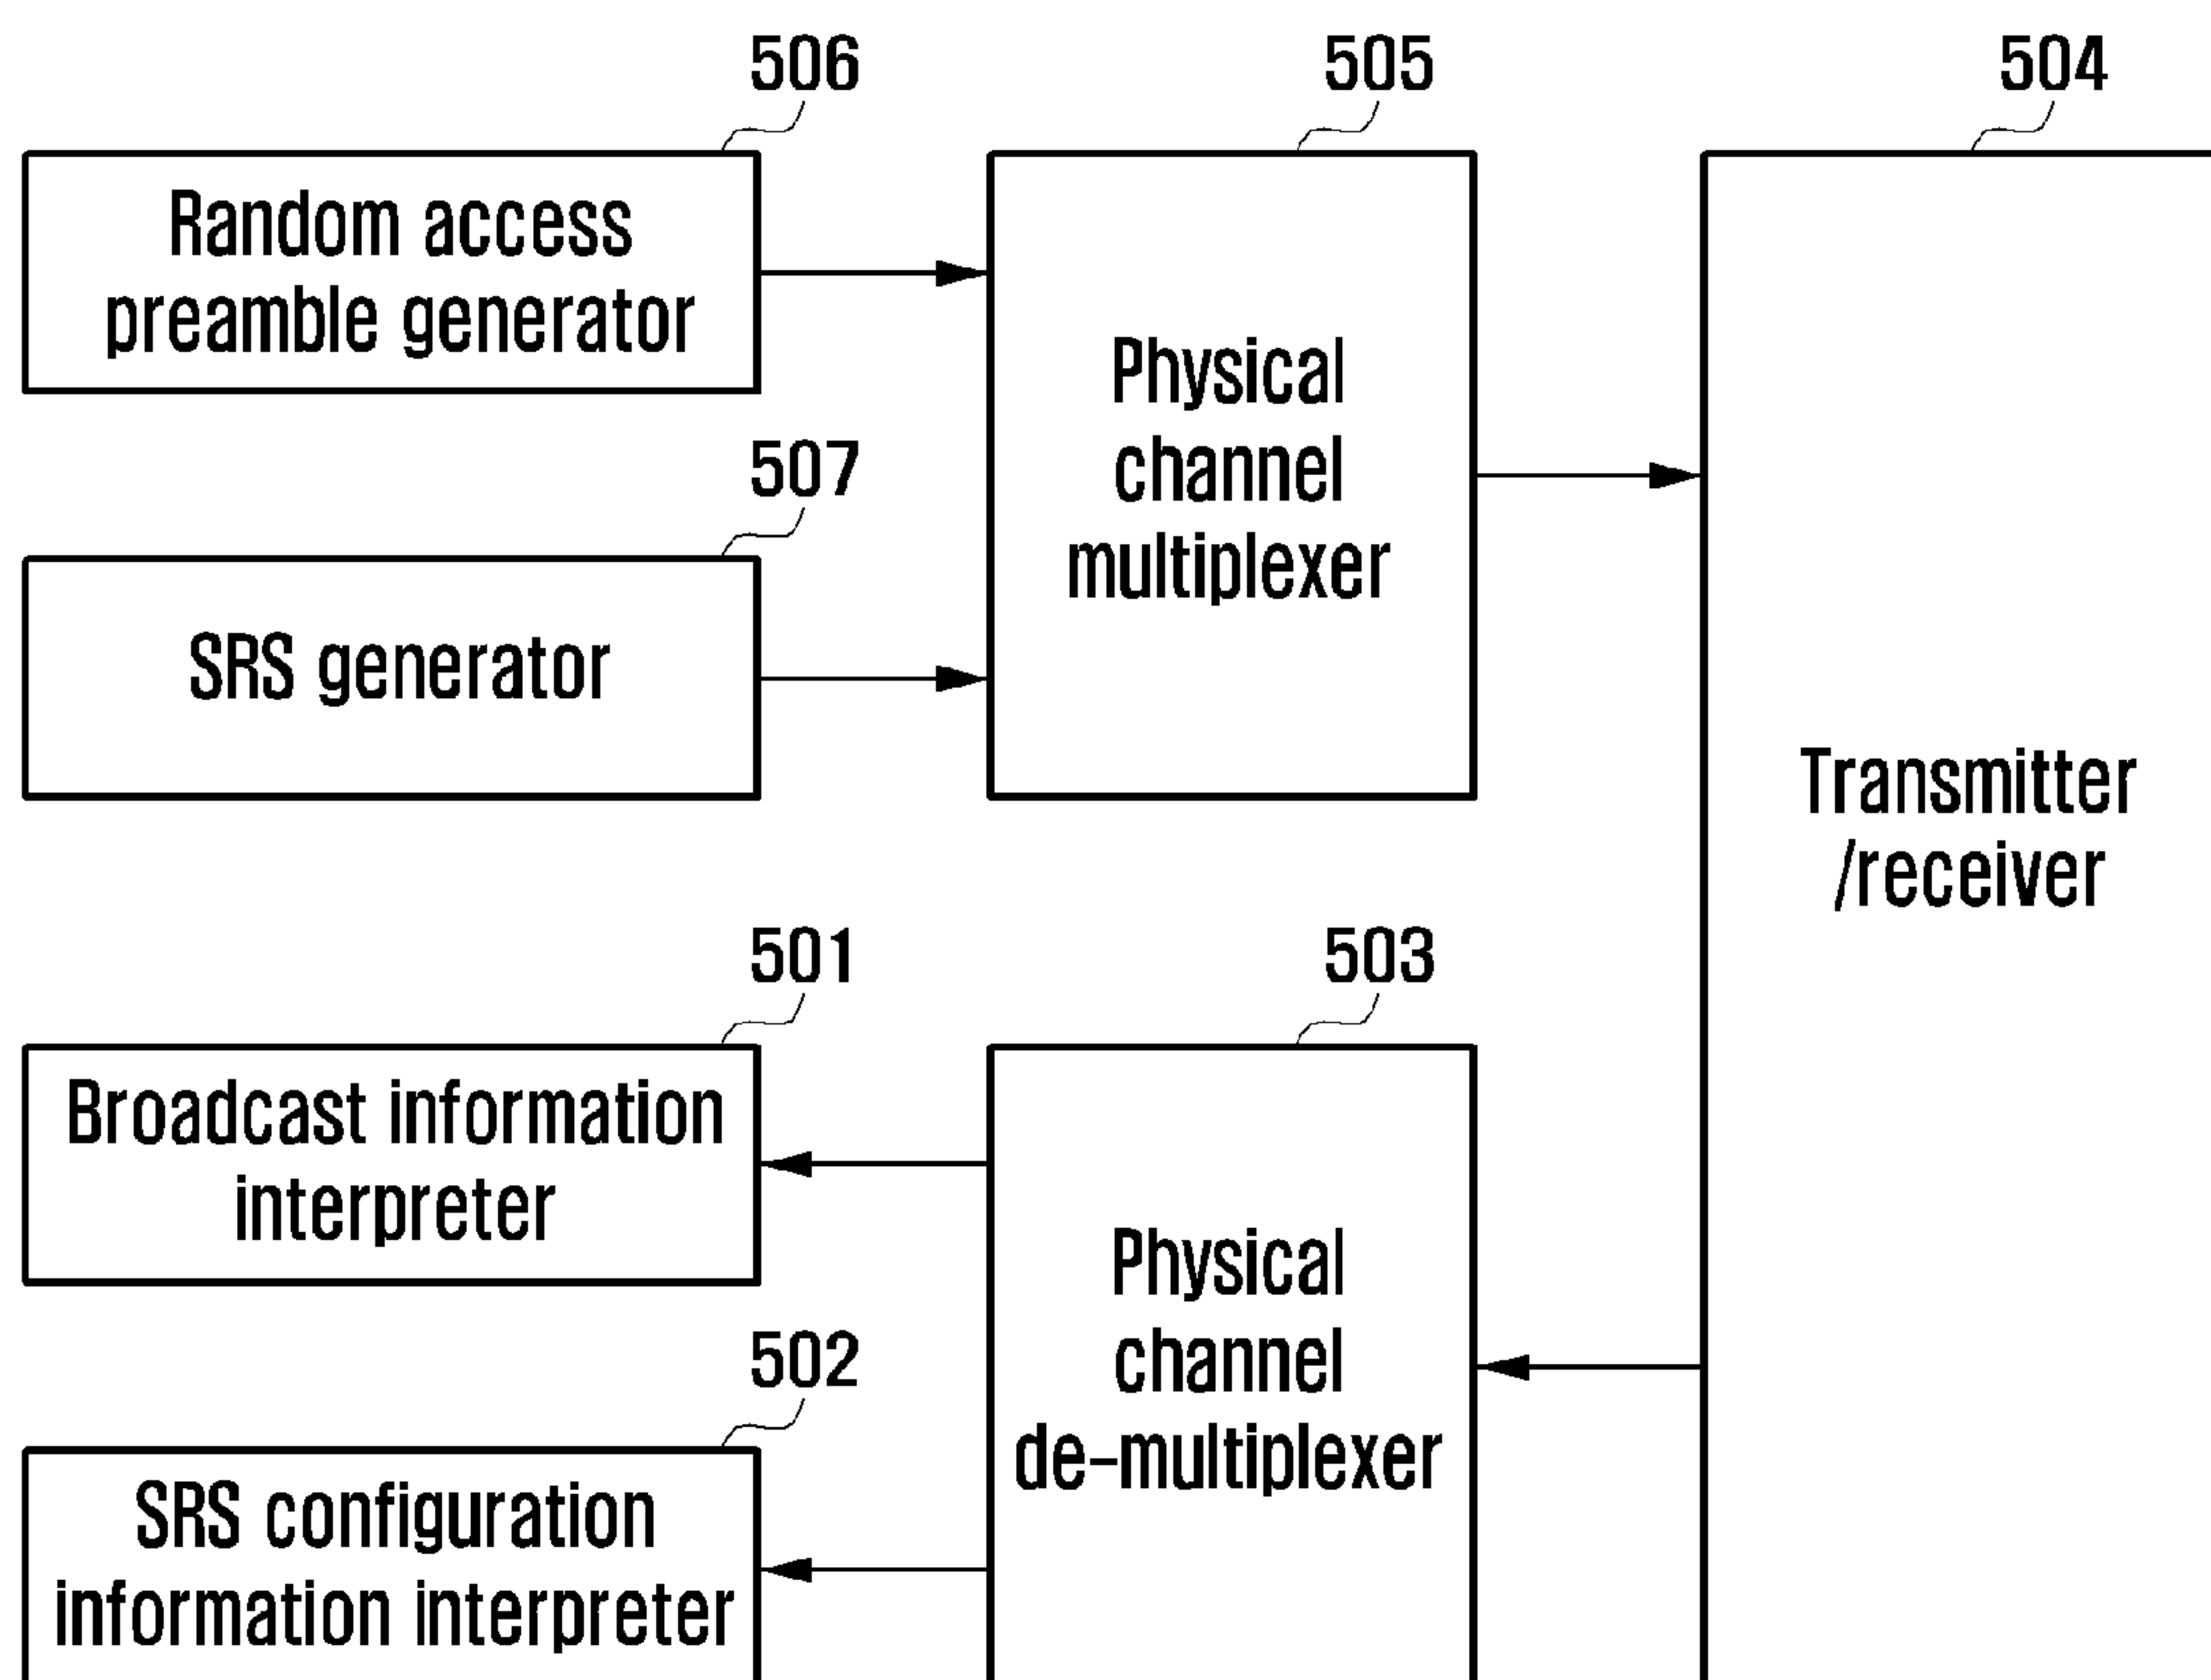 506
505
504
Random access
preamble generator
Physical
channel
multiplexer
507
SRS generator
Transmitter
/receiver
501
503
Broadcast information
interpreter
Physical
channel
de-multiplexer
502
SRS configuration
information interpreter